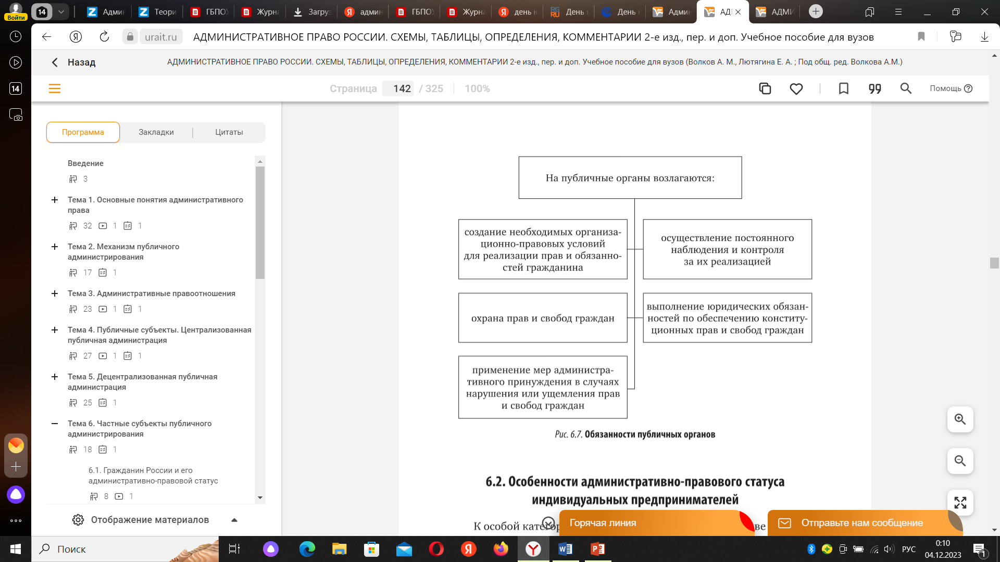 Войти
14
Админ
Теори
ГБПОУ
Журна
Загруз
админ
ГБПОУ
Журна
день н
День н
День н
Админ
АДМ
АДМИ
urait.ru
АДМИНИСТРАТИВНОЕ ПРАВО РОССИИ. СХЕМЫ, ТАБЛИЦЫ, ОПРЕДЕЛЕНИЯ, КОММЕНТАРИИ 2-е изд., пер. и доп. Учебное пособие для вузов
Назад
АДМИНИСТРАТИВНОЕ ПРАВО РОССИИ. СХЕМЫ, ТАБЛИЦЫ, ОПРЕДЕЛЕНИЯ, КОММЕНТАРИИ 2-е изд., пер. и доп. Учебное пособие для вузов (Волков А. М., Лютягина Е. А. ; Под общ. ред. Волкова А.М.)
14
Страница 142 / 325 100%
Помощь
Программа
Закладки
Цитаты
Введение
3
Тема 1. Основные понятия административного
права
32 1 1
Тема 2. Механизм публичного
администрирования
17 1
Тема 3. Административные правоотношения
23 1 1
Тема 4. Публичные субъекты. Централизованная
публичная администрация
27 1 1
Тема 5. Децентрализованная публичная
администрация
25 1
Тема 6. Частные субъекты публичного
администрирования
18 1
6.1. Гражданин России и его
административно-правовой статус
8 1
Отображение материалов
На публичные органы возлагаются:
создание необходимых организа-
ционно-правовых условий
для реализации прав и обязанно-
стей гражданина
осуществление постоянного
наблюдения и контроля
за их реализацией
охрана прав и свобод граждан
выполнение юридических обязан-
ностей по обеспечению конститу-
ционных прав и свобод граждан
применение мер администра-
тивного принуждения в случаях
нарушения или ущемления прав
и свобод граждан
Рис. 6.7. Обязанности публичных органов
6.2. Особенности административно-правового статуса
индивидуальных предпринимателей
К особой катего
ве
Горячая линия
Отправьте нам сообщение
Поиск
РУС
0:10
04.12.2023
1